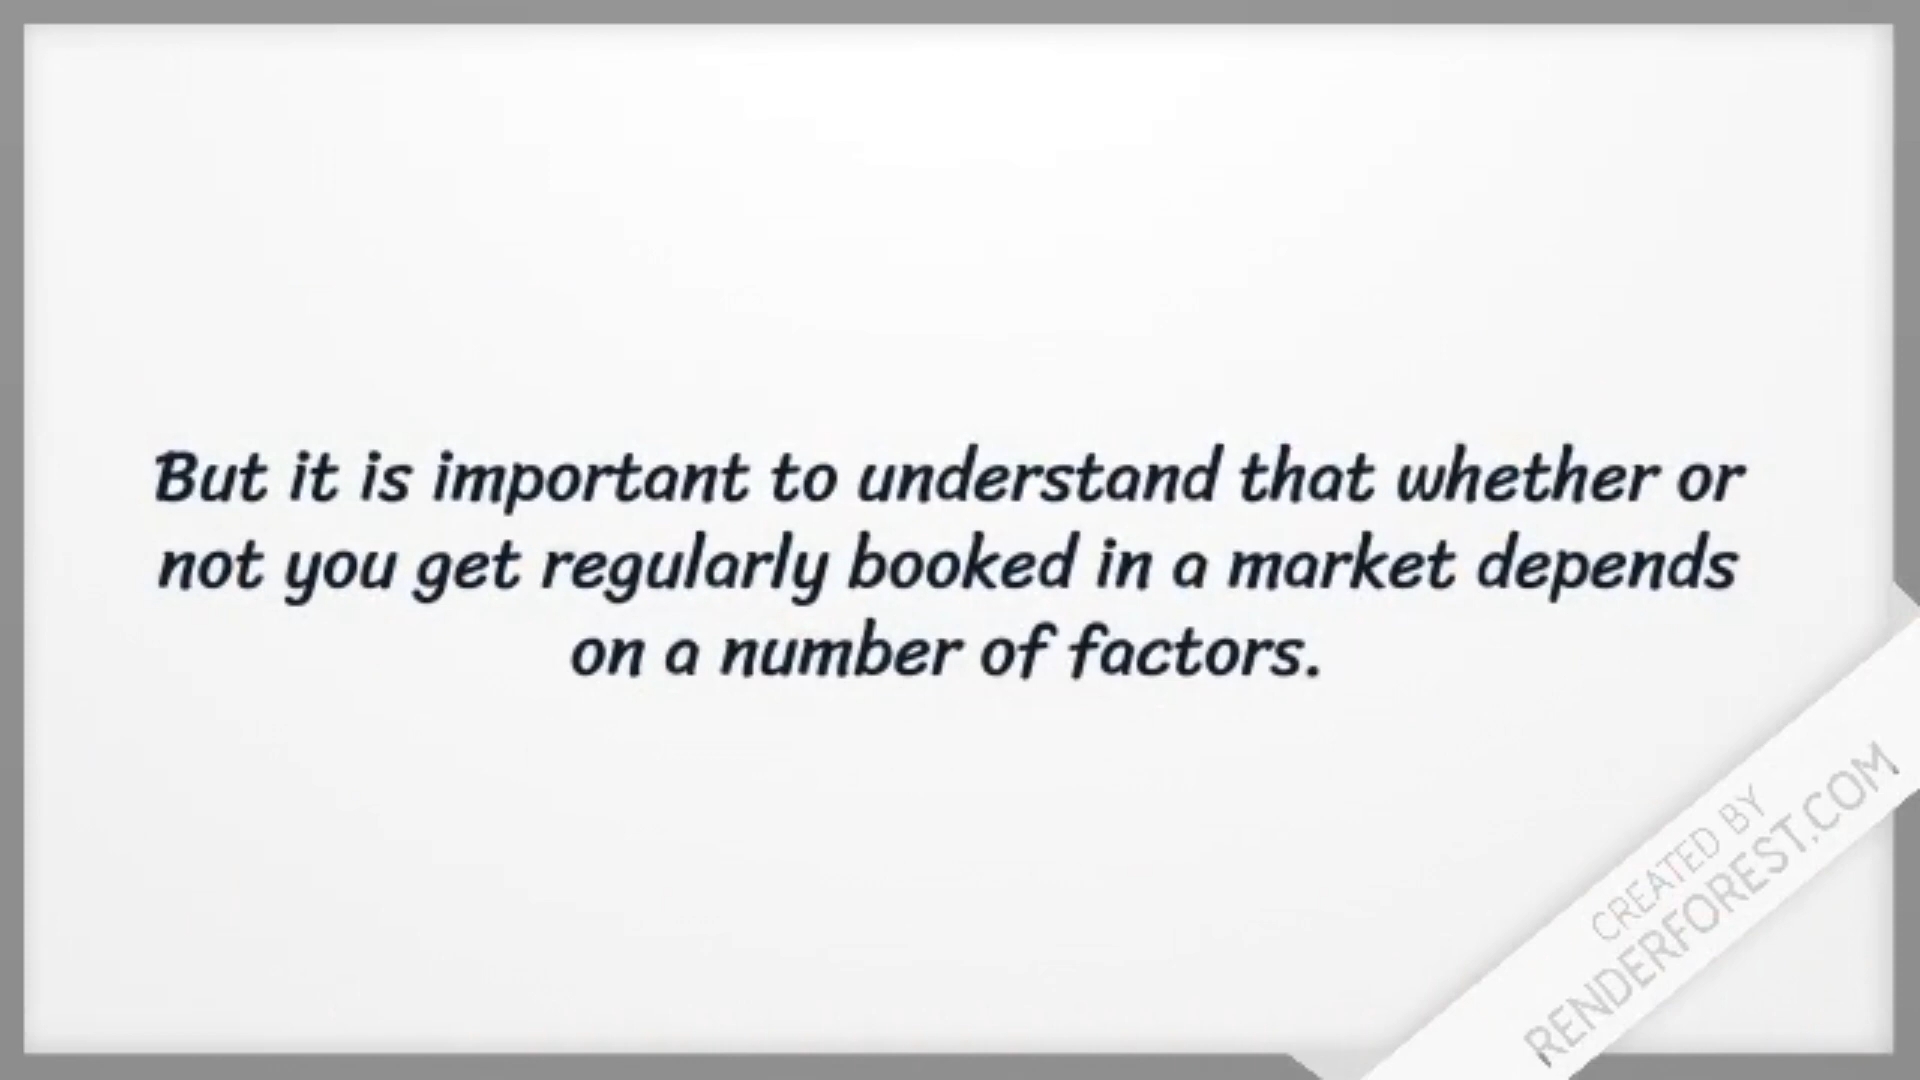 But it is important to understand that whether or
not you get regularly booked in a market depends
on a number of factors.
CREATED BY
RENDERFOREST.COM